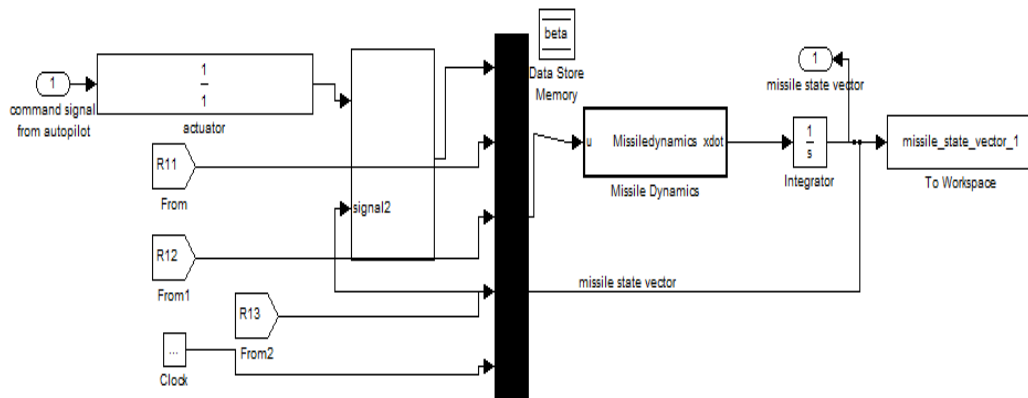 1
command signal
from autopilot
1
1
actuator
R11
From
signal2
R12
From1
R13
From2
...
Clock
beta
Data Store
Memory
u Missiledynamics xdot
Missile Dynamics
1
missile state vector
1
s
Integrator
missile_state_vector_1
To Workspace
missile state vector